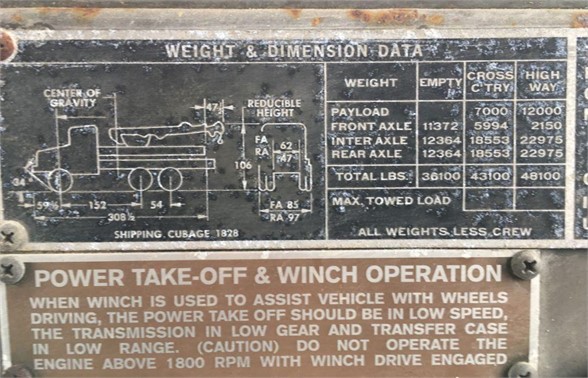 WEIGHT & DIMENSION DATA
CENTER OF
GRAVITY
47
REDUCIBLE
HEIGHT
FA
RA
62
47
106
34
59½
152
54
308½
FA 85
RA 97
SHIPPING CUBAGE 1828
WEIGHT EMPTY CROSS C'TRY HIGH WAY
PAYLOAD 7000 12000
FRONT AXLE 11372 5994 2150
INTER AXLE 12364 18553 22975
REAR AXLE 12364 18553 22975
TOTAL LBS. 36100 43100 48100
MAX. TOWED LOAD
ALL WEIGHTS LESS CREW
POWER TAKE-OFF & WINCH OPERATION
WHEN WINCH IS USED TO ASSIST VEHICLE WITH WHEELS
DRIVING, THE POWER TAKE OFF SHOULD BE IN LOW SPEED,
THE TRANSMISSION IN LOW GEAR AND TRANSFER CASE
IN LOW RANGE. (CAUTION) DO NOT OPERATE THE
ENGINE ABOVE 1800 RPM WITH WINCH DRIVE ENGAGED